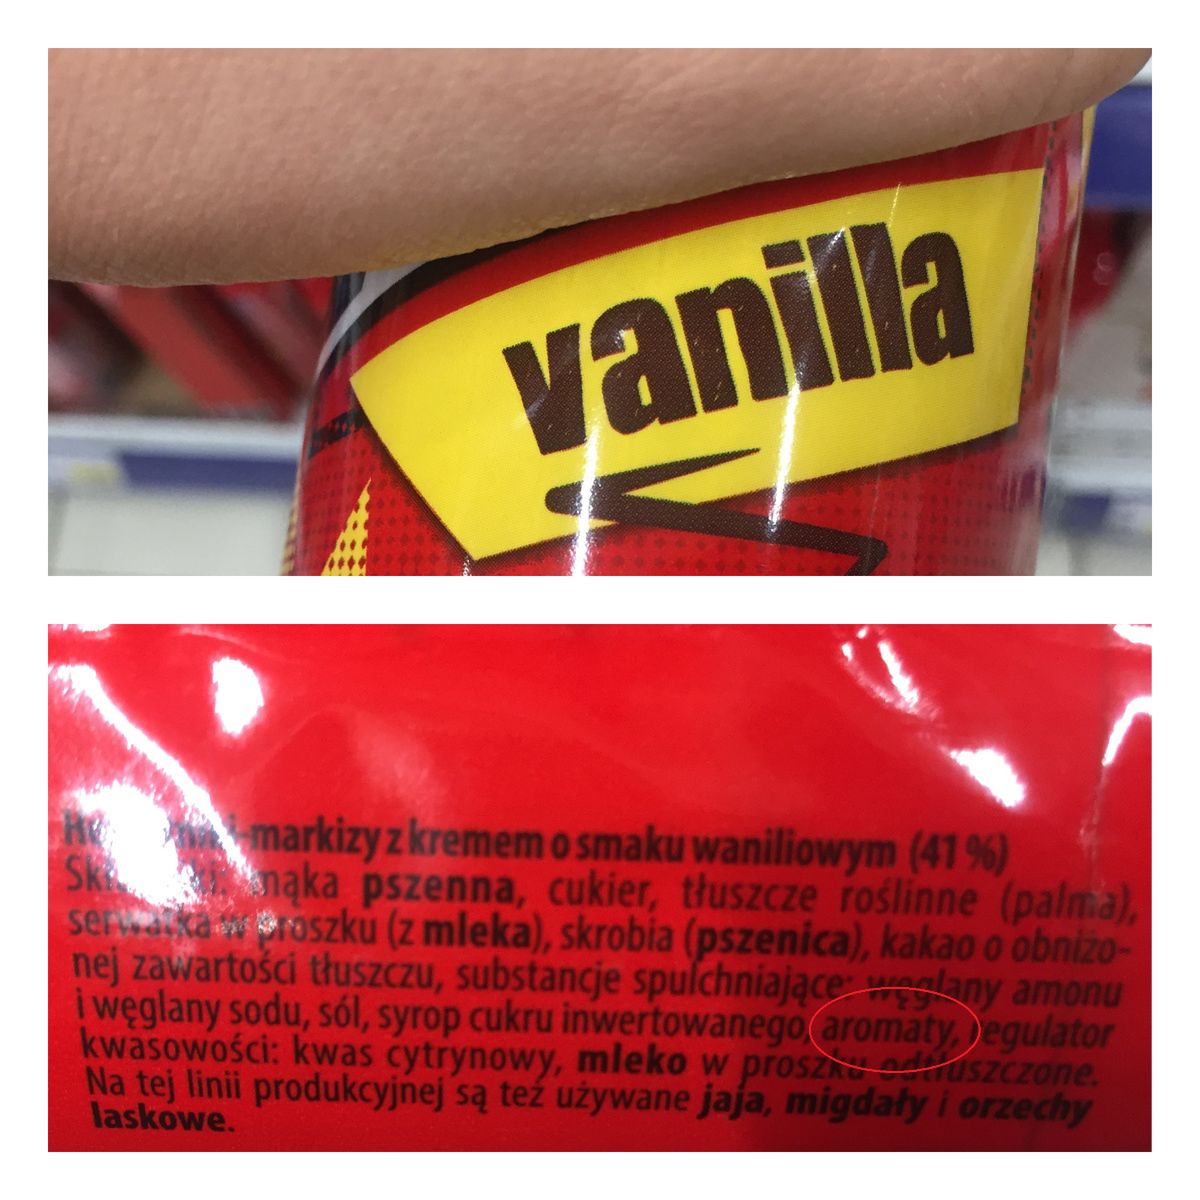 vanilla
-markizy z kremem o smaku waniliowym (41 %)
mąka pszenna, cukier, tłuszcze roślinne (palma),
serwatka w proszku (z mleka), skrobia (pszenica), kakao o obniżo-
nej zawartości tłuszczu, substancje spulchniające: węglany amonu
i węglany sodu, sól, syrop cukru inwertowanego, aromaty, regulator
kwasowości: kwas cytrynowy, mleko w proszku odtłuszczone.
Na tej linii produkcyjnej są też używane jaja, migdały i orzechy
laskowe.